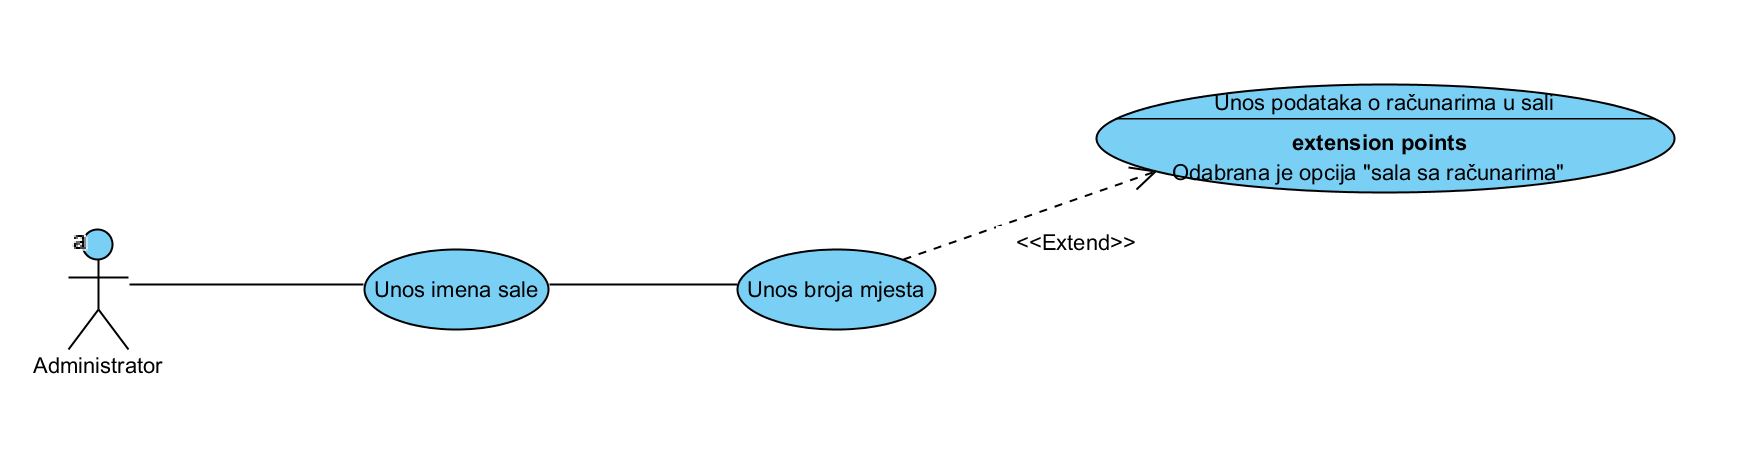 Unos podataka o računarima u sali
extension points
Odabrana je opcija "sala sa računarima"
<<Extend>>
a
Unos imena sale
Unos broja mjesta
Administrator